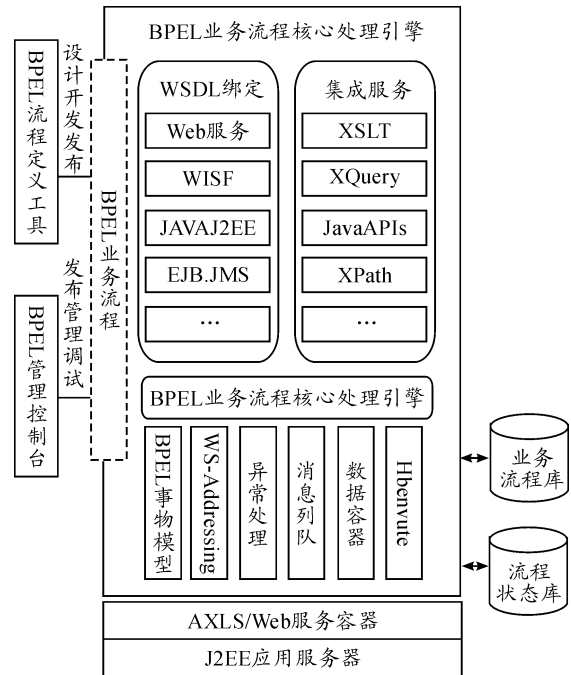 BPEL业务流程核心处理引擎
BPEL流程定义工具
设计开发发布
BPEL业务流程
发布管理调试
BPEL管理控制台
WSDL绑定
Web服务
WISF
JAVAJ2EE
EJB.JMS
…
集成服务
XSLT
XQuery
JavaAPIs
XPath
…
BPEL业务流程核心处理引擎
BPEL事物模型
WS-Addressing
异常处理
消息列队
数据容器
Hbenvute
业务
流程库
流程
状态库
AXLS/Web服务容器
J2EE应用服务器